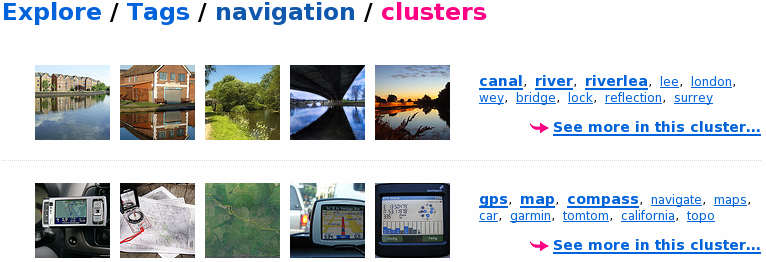 Explore / Tags / navigation / clusters
canal, river, riverlea, lee, london,
wey, bridge, lock, reflection, surrey
See more in this cluster...
gps, map, compass, navigate, maps,
car, garmin, tomtom, california, topo
See more in this cluster...